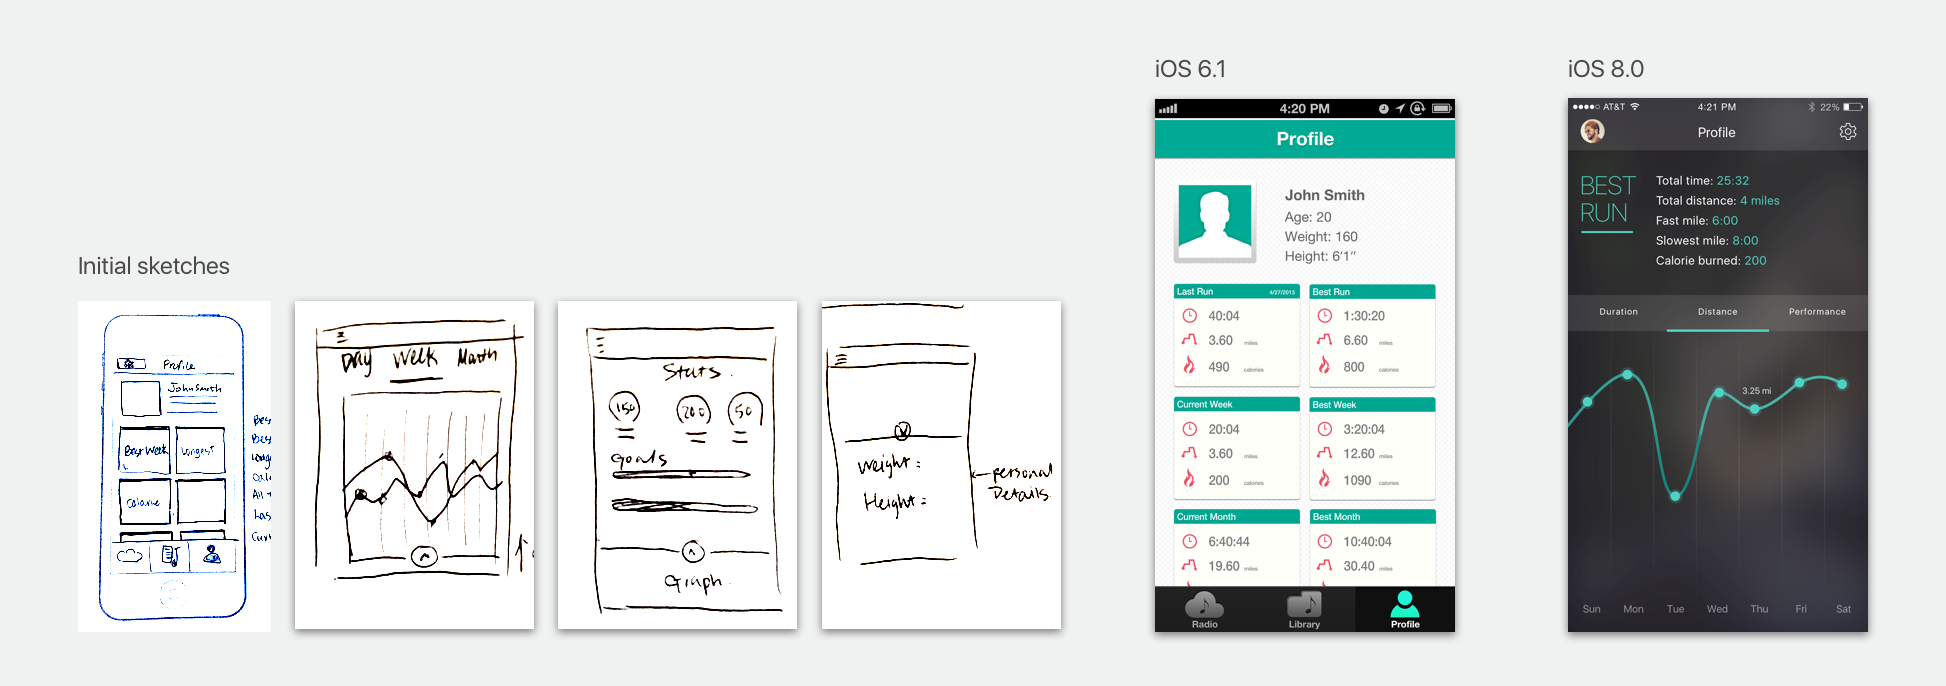 Initial sketches
Profile
John Smith
Best Week
Longest
Calorie
Day Week Month
Stats.
150 200 50
Goals
Graph.
Weight:
Height:
personal
Details
iOS 6.1
4:20 PM
Profile
John Smith
Age: 20
Weight: 160
Height: 6'1''
Last Run 4/27/2013
40:04
3.60 miles
490 calories
Best Run
1:30:20
6.60 miles
800 calories
Current Week
20:04
3.60 miles
200 calories
Best Week
3:20:04
12.60 miles
1090 calories
Current Month
6:40:44
19.60 miles
Best Month
10:40:04
30.40 miles
Radio Library Profile
iOS 8.0
AT&T 4:21 PM 22%
Profile
BEST
RUN
Total time: 25:32
Total distance: 4 miles
Fast mile: 6:00
Slowest mile: 8:00
Calorie burned: 200
Duration Distance Performance
3.25 mi
Sun Mon Tue Wed Thu Fri Sat